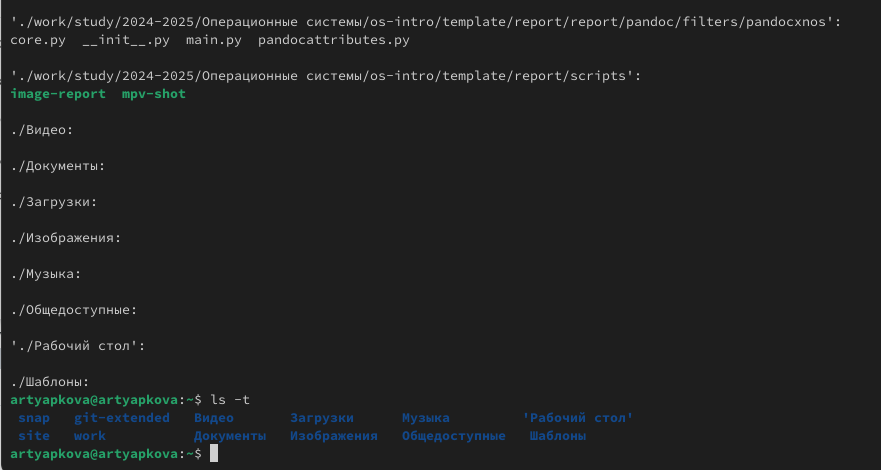 './work/study/2024-2025/Операционные системы/os-intro/template/report/report/pandoc/filters/pandocxnos':
core.py  __init__.py  main.py  pandocattributes.py
'./work/study/2024-2025/Операционные системы/os-intro/template/report/scripts':
image-report  mpv-shot
./Видео:
./Документы:
./Загрузки:
./Изображения:
./Музыка:
./Общедоступные:
'./Рабочий стол':
./Шаблоны:
artyapkova@artyapkova:~$ ls -t
snap   git-extended   Видео       Загрузки      Музыка         'Рабочий стол'
site   work           Документы   Изображения   Общедоступные   Шаблоны
artyapkova@artyapkova:~$